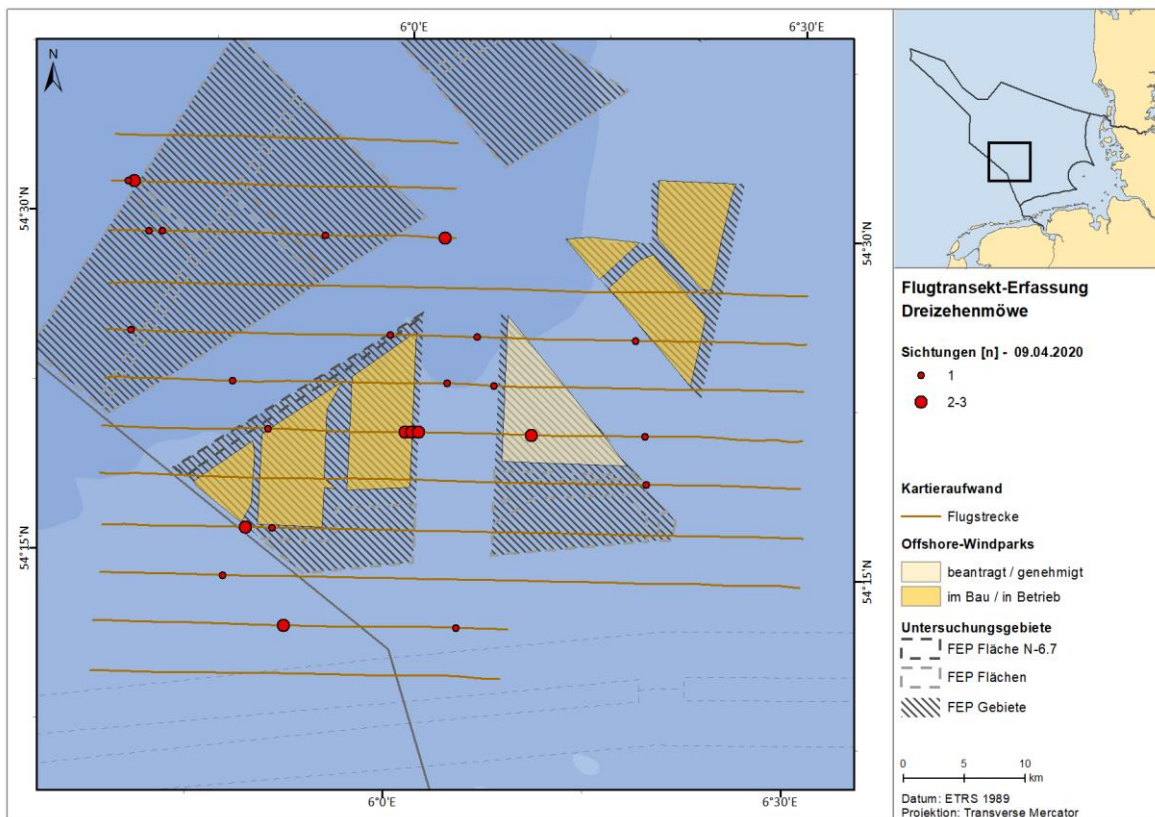 6°0'E
6°30'E
N
54°30'N
54°30'N
54°15'N
54°15'N
6°0'E
6°30'E
Flugtransekt-Erfassung
Dreizehenmöwe
Sichtungen [n] - 09.04.2020
1
2-3
Kartieraufwand
Flugstrecke
Offshore-Windparks
beantragt / genehmigt
im Bau / in Betrieb
Untersuchungsgebiete
FEP Fläche N-6.7
FEP Flächen
FEP Gebiete
0 5 10
km
Datum: ETRS 1989
Projektion: Transverse Mercator